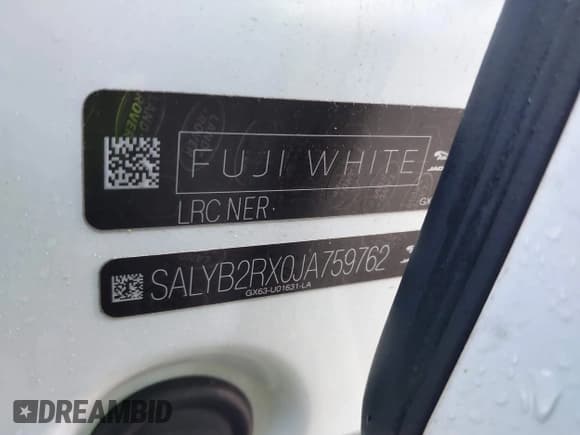 FUJI WHITE
LRC NER
SALYB2RX0JA759762
GX63-U01631-LA
DREAMBID